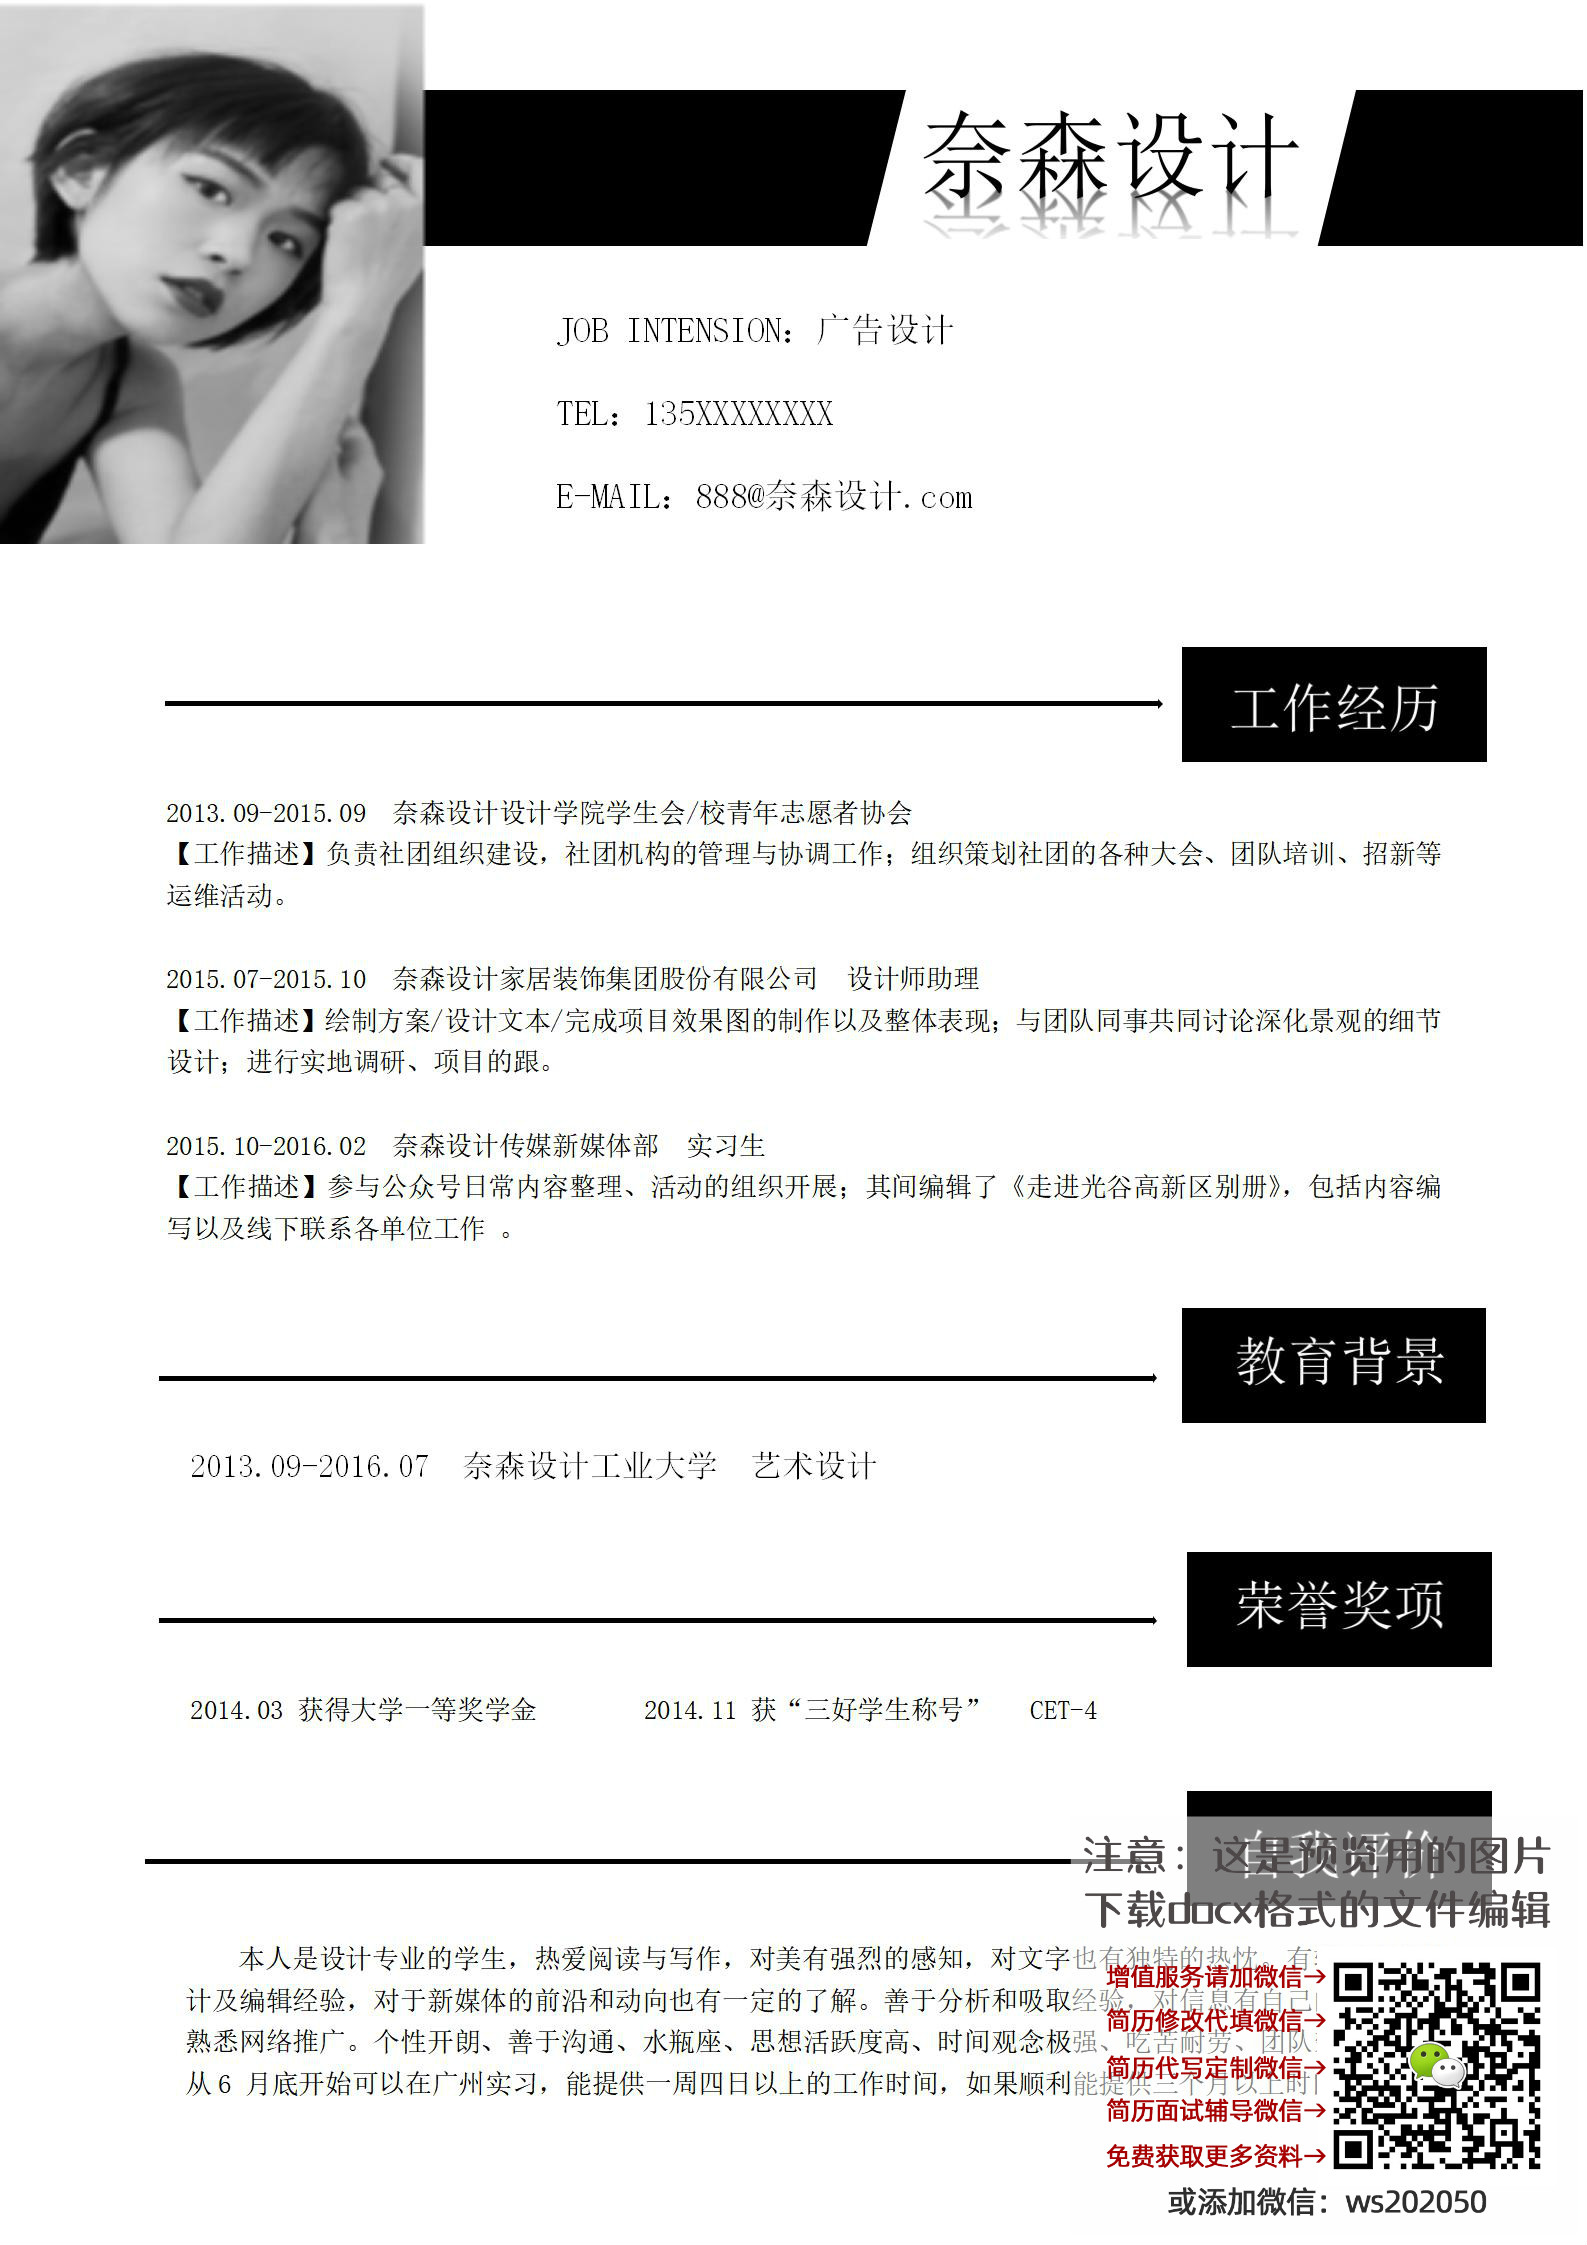 奈森设计
JOB INTENSION: 广告设计
TEL: 135XXXXXXXX
E-MAIL: 888@奈森设计.com
工作经历
2013.09-2015.09 奈森设计设计学院学生会/校青年志愿者协会
【工作描述】负责社团组织建设，社团机构的管理与协调工作；组织策划社团的各种大会、团队培训、招新等
运维活动。
2015.07-2015.10 奈森设计家居装饰集团股份有限公司 设计师助理
【工作描述】绘制方案/设计文本/完成项目效果图的制作以及整体表现；与团队同事共同讨论深化景观的细节
设计；进行实地调研、项目的跟。
2015.10-2016.02 奈森设计传媒新媒体部 实习生
【工作描述】参与公众号日常内容整理、活动的组织开展；其间编辑了《走进光谷高新区别册》，包括内容编
写以及线下联系各单位工作 。
教育背景
2013.09-2016.07 奈森设计工业大学 艺术设计
荣誉奖项
2014.03 获得大学一等奖学金 2014.11 获“三好学生称号” CET-4
自我评价
注意：这是预览用的图片
下载docx格式的文件编辑
本人是设计专业的学生，热爱阅读与写作，对美有强烈的感知，对文字也有独特的热忱。有
计及编辑经验，对于新媒体的前沿和动向也有一定的了解。善于分析和吸取经验，对信息有自己
熟悉网络推广。个性开朗、善于沟通、水瓶座、思想活跃度高、时间观念极强、吃苦耐劳、团队
从6 月底开始可以在广州实习，能提供一周四日以上的工作时间，如果顺利能提供三个月以上时
增值服务请加微信→
简历修改代填微信→
简历代写定制微信→
简历面试辅导微信→
免费获取更多资料→
或添加微信：ws202050